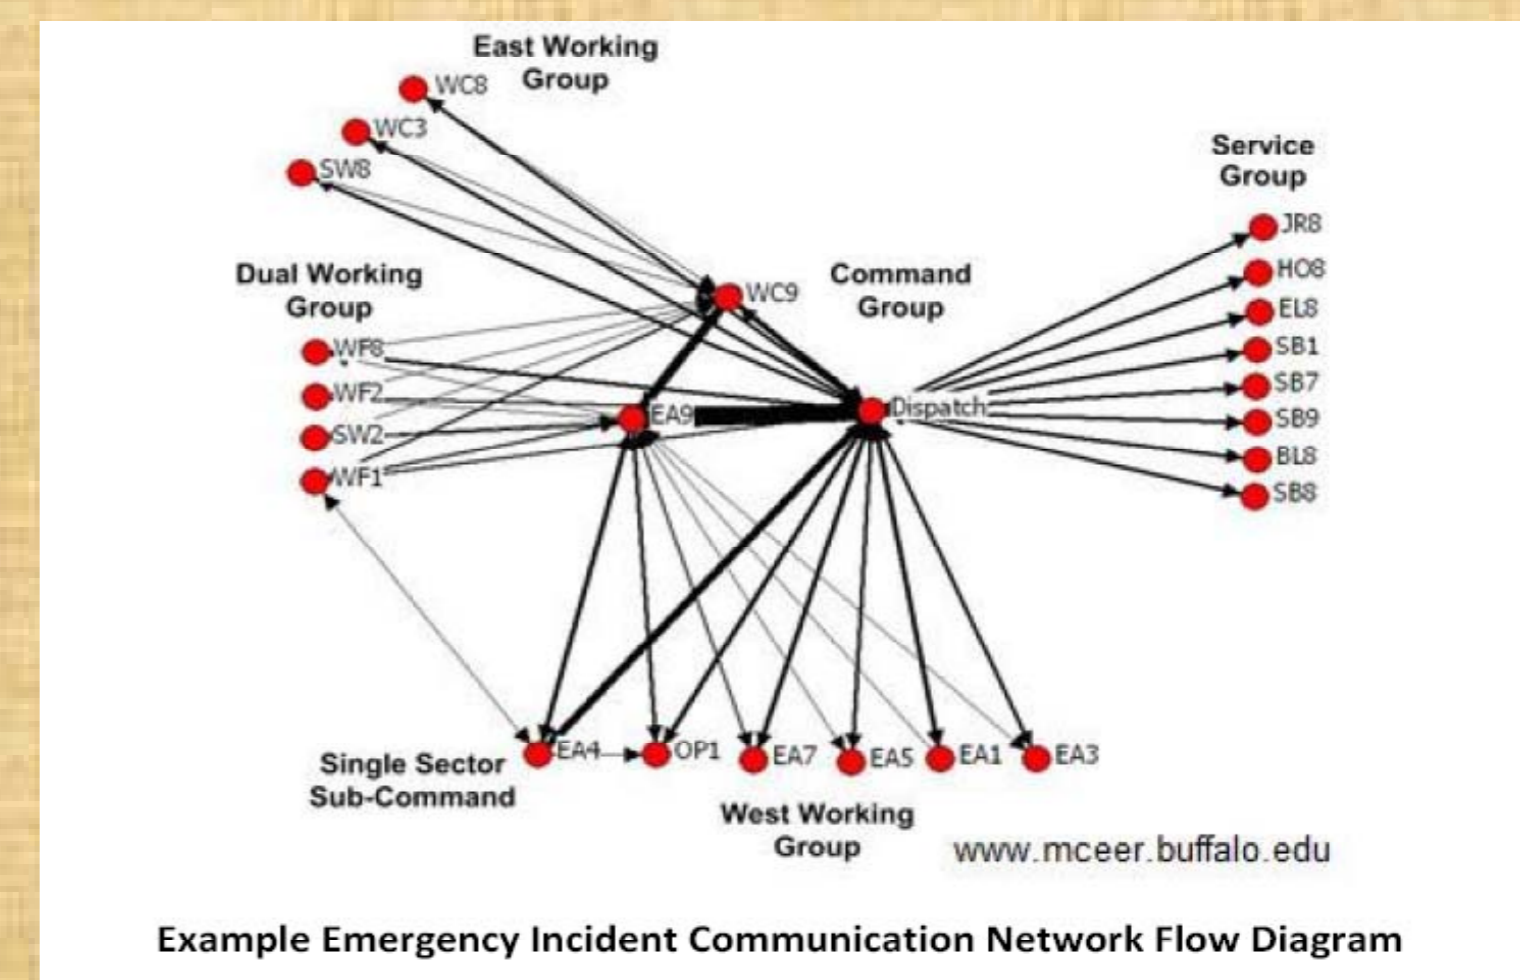 East Working
Group
WC8
WC3
SW8
Service
Group
JR8
HO8
EL8
SB1
SB7
SB9
BL8
SB8
Dual Working
Group
WF8
WF2
SW2
WF1
WC9
Command
Group
EA9
Dispatch
EA4
OP1
EA7
EA5
EA1
EA3
Single Sector
Sub-Command
West Working
Group
www.mceer.buffalo.edu
Example Emergency Incident Communication Network Flow Diagram